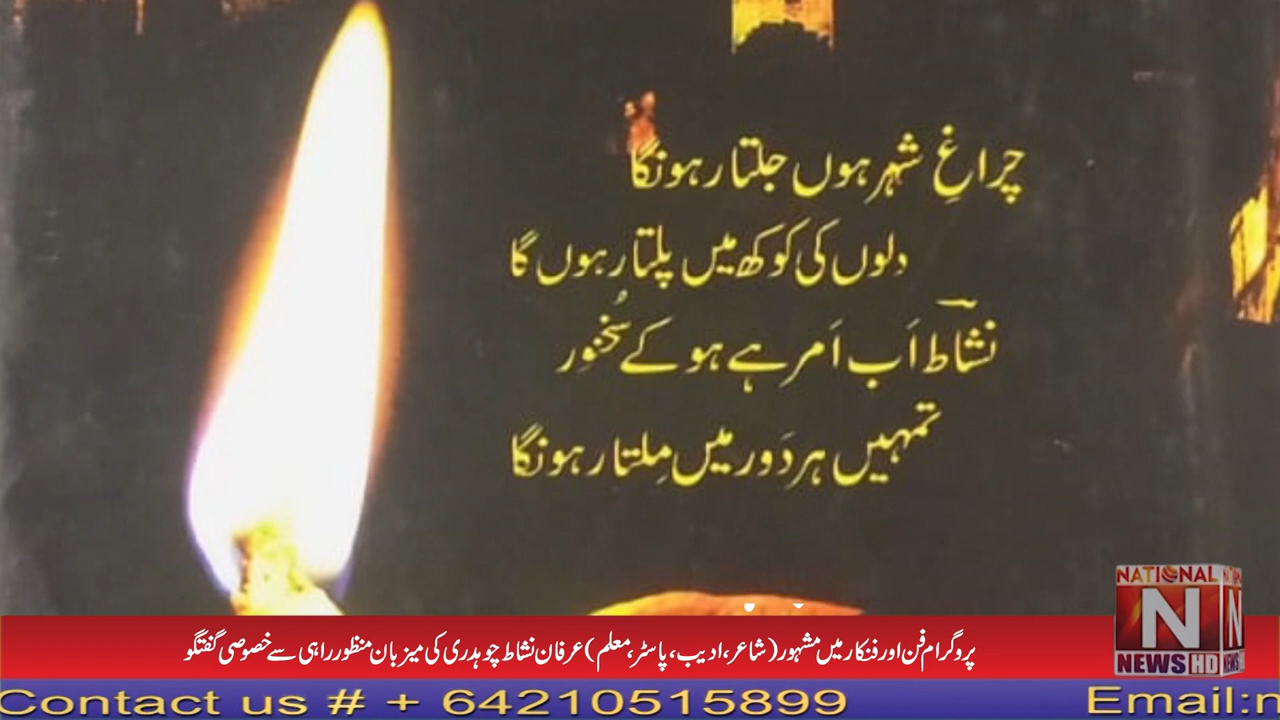 چراغِ شہر ہوں جلتا رہونگا
دلوں کی کوکھ میں پلتا رہوں گا
نشاطؔ اَب اَمر ہے ہو کے سُخنور
تمہیں ہر دَور میں مِلتا رہونگا
NATIONAL
N
NEWS HD
پروگرام فن اور فنکار میں مشہور (شاعر، ادیب، پاسٹر، معلم) عرفان نشاط چوہدری کی میزبان منظور راہی سے خصوصی گفتگو
Contact us # + 64210515899 Email:n